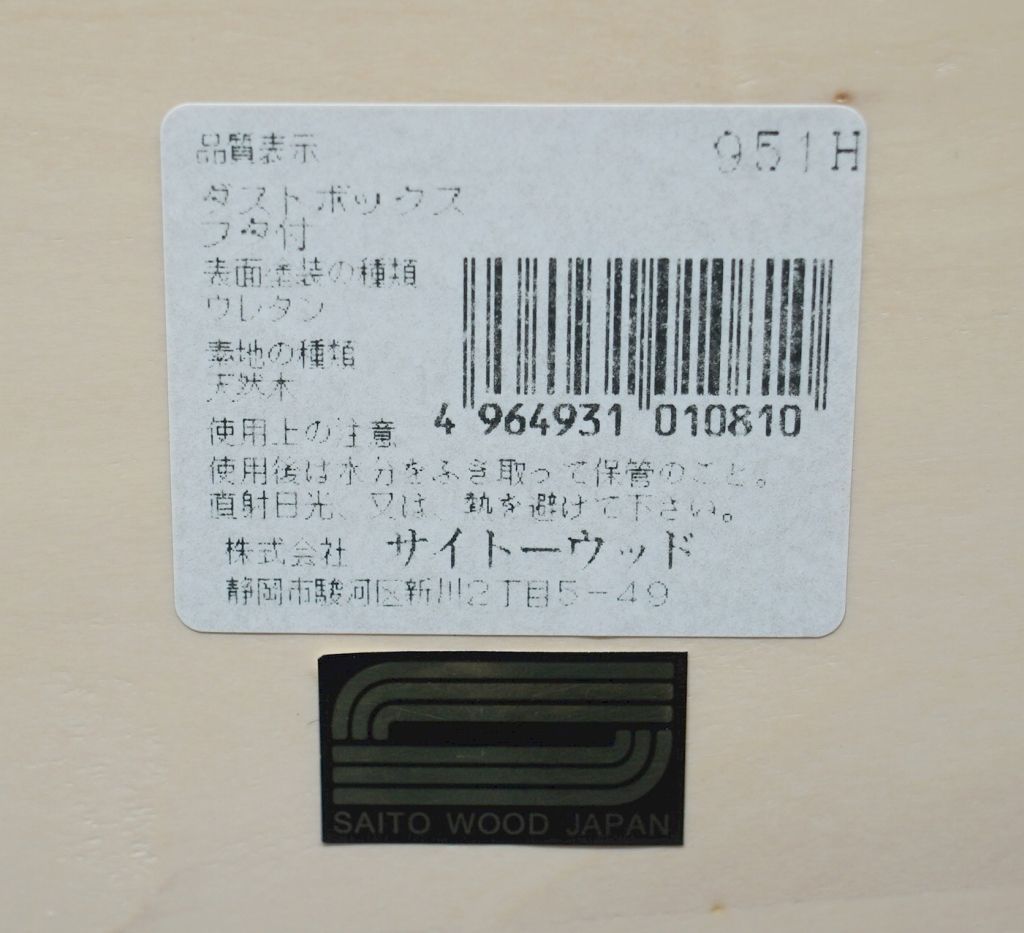 品質表示 951H
ダストボックス
フタ付
表面塗装の種類
ウレタン
素地の種類
天然木
4 964931 010810
使用上の注意
使用後は水分をふき取って保管のこと。
直射日光、又は、熱を避けて下さい。
株式会社 サイトーウッド
静岡市駿河区新川2丁目5-49
SAITO WOOD JAPAN